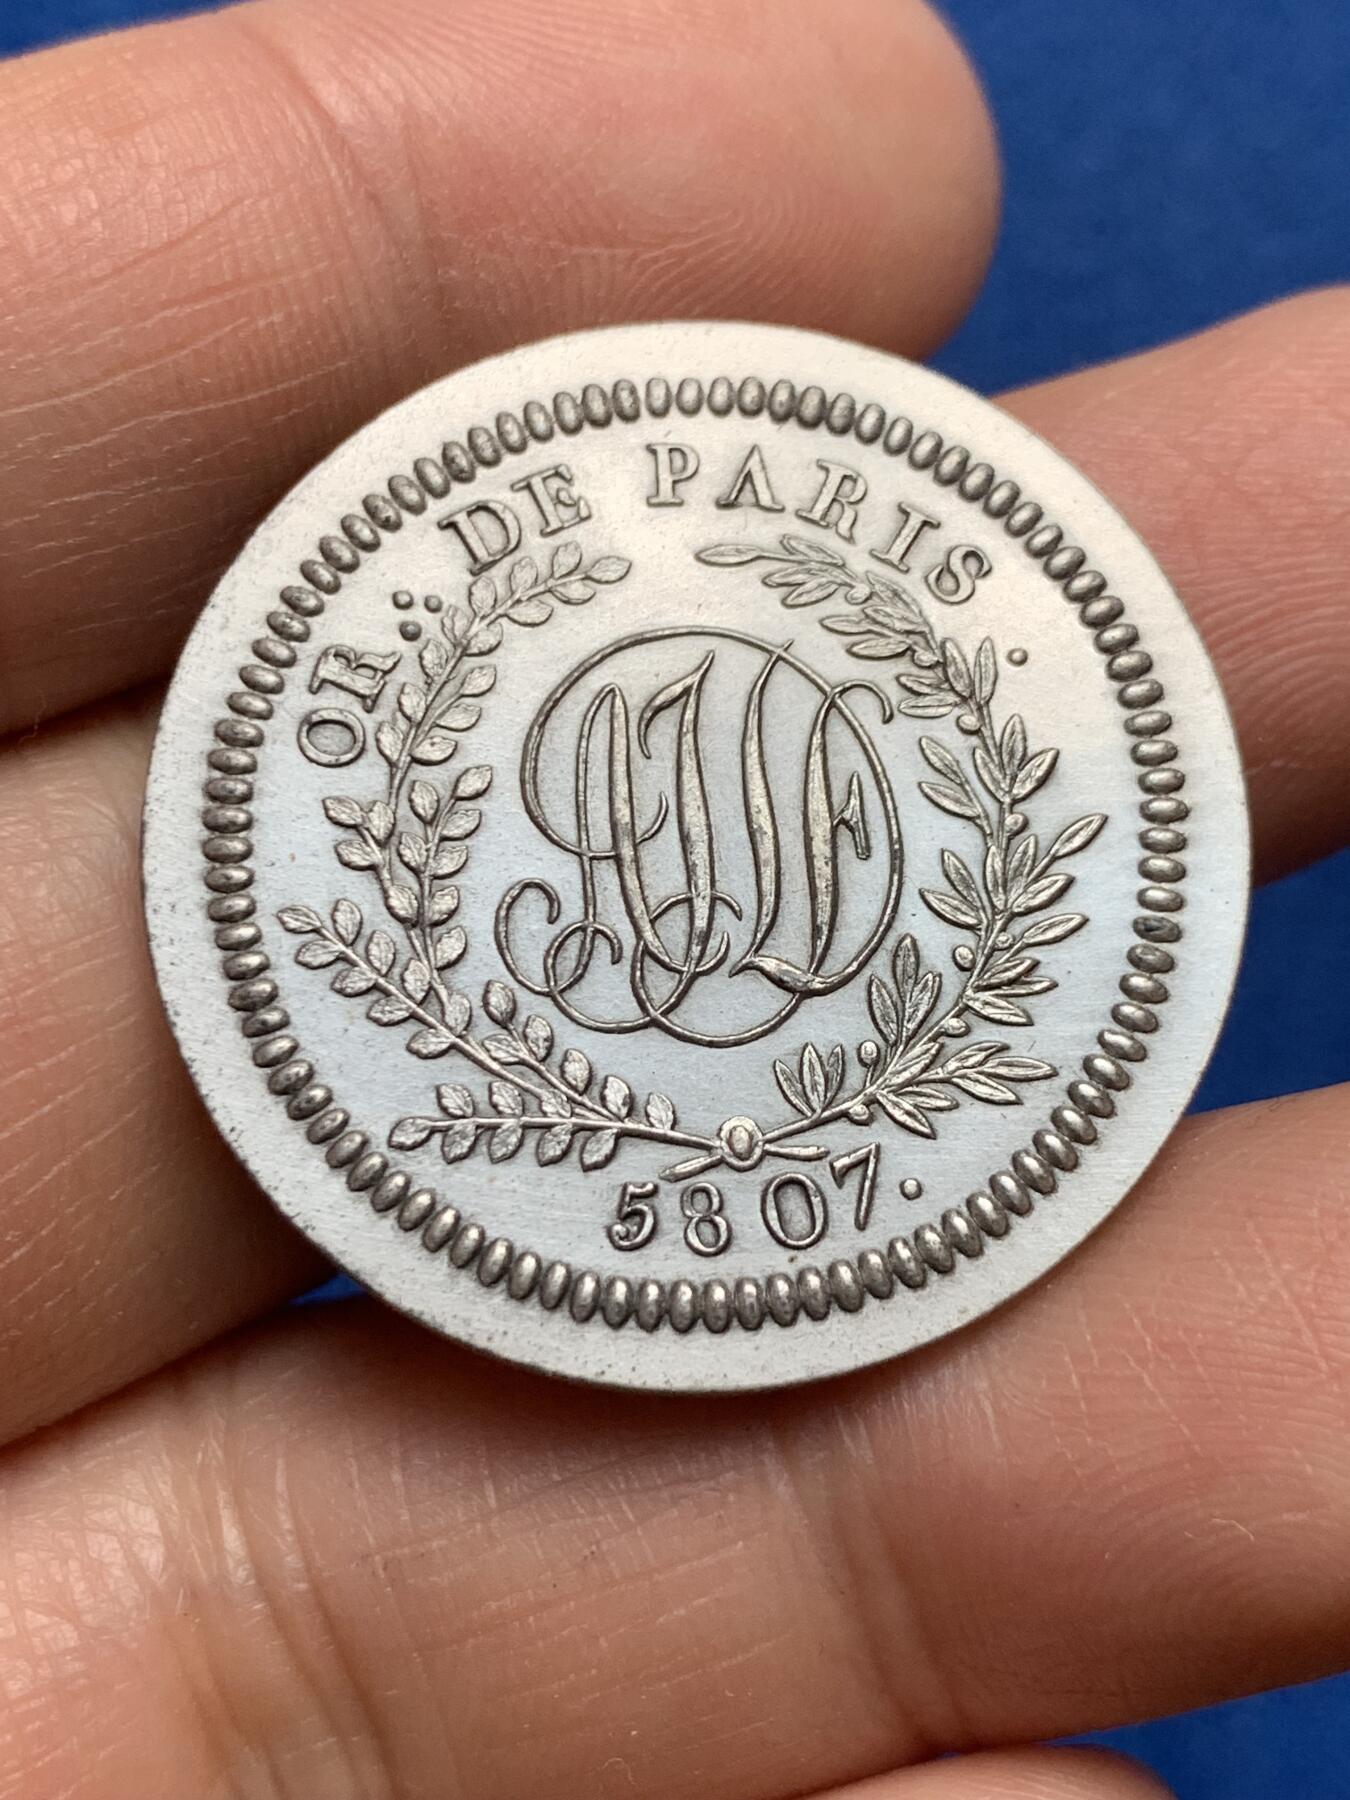 OR∴ DE PARIS.
5807.